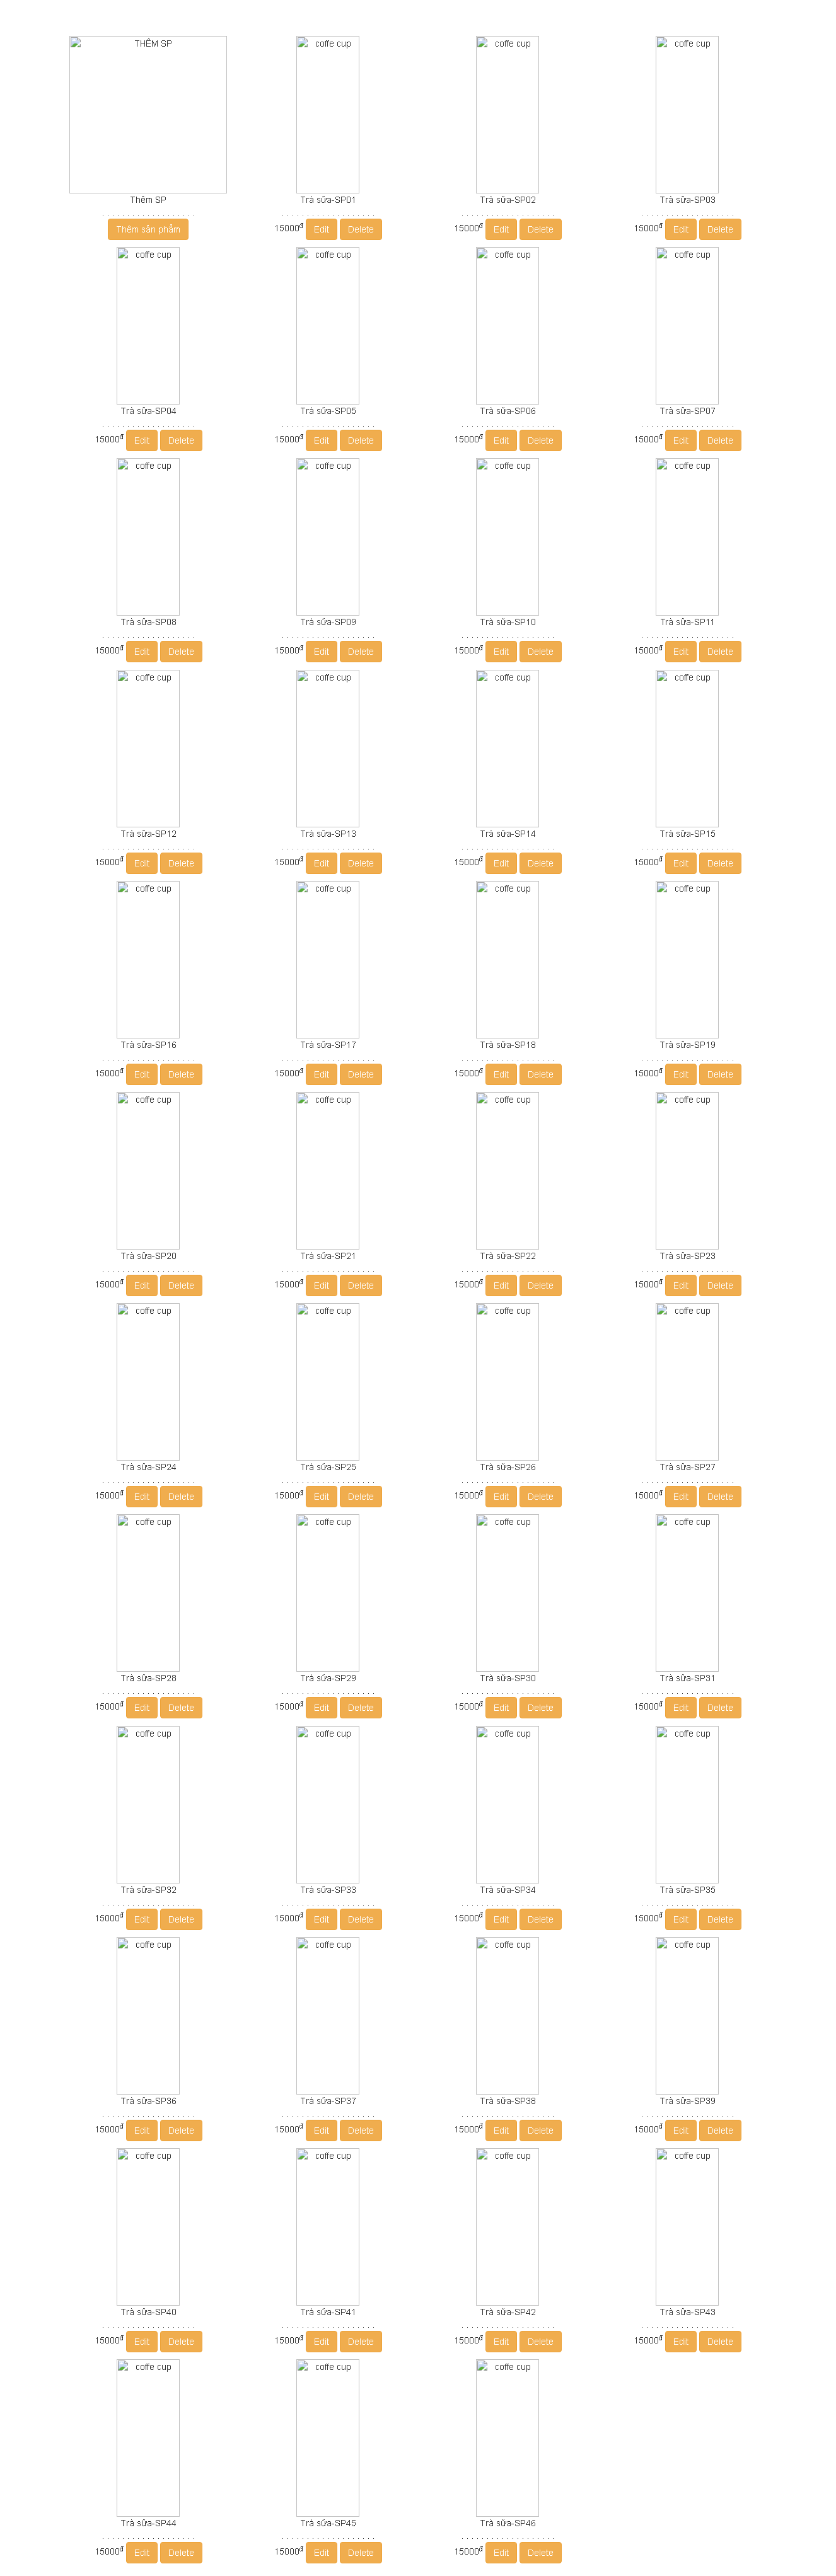 THÊM SP coffe cup coffe cup coffe cup
Thêm SP Trà sữa-SP01 Trà sữa-SP02 Trà sữa-SP03
. . . . . . . . . . . . . . . . . . . . . . . . . . . . . . . . . . . . . . . . . . . . . . . . . . . . . . . . . . . . . . . . . . . . . . . . . . . .
Thêm sản phẩm 15000đ Edit Delete 15000đ Edit Delete 15000đ Edit Delete
coffe cup coffe cup coffe cup coffe cup
Trà sữa-SP04 Trà sữa-SP05 Trà sữa-SP06 Trà sữa-SP07
. . . . . . . . . . . . . . . . . . . . . . . . . . . . . . . . . . . . . . . . . . . . . . . . . . . . . . . . . . . . . . . . . . . . . . . . . . . .
15000đ Edit Delete 15000đ Edit Delete 15000đ Edit Delete 15000đ Edit Delete
coffe cup coffe cup coffe cup coffe cup
Trà sữa-SP08 Trà sữa-SP09 Trà sữa-SP10 Trà sữa-SP11
. . . . . . . . . . . . . . . . . . . . . . . . . . . . . . . . . . . . . . . . . . . . . . . . . . . . . . . . . . . . . . . . . . . . . . . . . . . .
15000đ Edit Delete 15000đ Edit Delete 15000đ Edit Delete 15000đ Edit Delete
coffe cup coffe cup coffe cup coffe cup
Trà sữa-SP12 Trà sữa-SP13 Trà sữa-SP14 Trà sữa-SP15
. . . . . . . . . . . . . . . . . . . . . . . . . . . . . . . . . . . . . . . . . . . . . . . . . . . . . . . . . . . . . . . . . . . . . . . . . . . .
15000đ Edit Delete 15000đ Edit Delete 15000đ Edit Delete 15000đ Edit Delete
coffe cup coffe cup coffe cup coffe cup
Trà sữa-SP16 Trà sữa-SP17 Trà sữa-SP18 Trà sữa-SP19
. . . . . . . . . . . . . . . . . . . . . . . . . . . . . . . . . . . . . . . . . . . . . . . . . . . . . . . . . . . . . . . . . . . . . . . . . . . .
15000đ Edit Delete 15000đ Edit Delete 15000đ Edit Delete 15000đ Edit Delete
coffe cup coffe cup coffe cup coffe cup
Trà sữa-SP20 Trà sữa-SP21 Trà sữa-SP22 Trà sữa-SP23
. . . . . . . . . . . . . . . . . . . . . . . . . . . . . . . . . . . . . . . . . . . . . . . . . . . . . . . . . . . . . . . . . . . . . . . . . . . .
15000đ Edit Delete 15000đ Edit Delete 15000đ Edit Delete 15000đ Edit Delete
coffe cup coffe cup coffe cup coffe cup
Trà sữa-SP24 Trà sữa-SP25 Trà sữa-SP26 Trà sữa-SP27
. . . . . . . . . . . . . . . . . . . . . . . . . . . . . . . . . . . . . . . . . . . . . . . . . . . . . . . . . . . . . . . . . . . . . . . . . . . .
15000đ Edit Delete 15000đ Edit Delete 15000đ Edit Delete 15000đ Edit Delete
coffe cup coffe cup coffe cup coffe cup
Trà sữa-SP28 Trà sữa-SP29 Trà sữa-SP30 Trà sữa-SP31
. . . . . . . . . . . . . . . . . . . . . . . . . . . . . . . . . . . . . . . . . . . . . . . . . . . . . . . . . . . . . . . . . . . . . . . . . . . .
15000đ Edit Delete 15000đ Edit Delete 15000đ Edit Delete 15000đ Edit Delete
coffe cup coffe cup coffe cup coffe cup
Trà sữa-SP32 Trà sữa-SP33 Trà sữa-SP34 Trà sữa-SP35
. . . . . . . . . . . . . . . . . . . . . . . . . . . . . . . . . . . . . . . . . . . . . . . . . . . . . . . . . . . . . . . . . . . . . . . . . . . .
15000đ Edit Delete 15000đ Edit Delete 15000đ Edit Delete 15000đ Edit Delete
coffe cup coffe cup coffe cup coffe cup
Trà sữa-SP36 Trà sữa-SP37 Trà sữa-SP38 Trà sữa-SP39
. . . . . . . . . . . . . . . . . . . . . . . . . . . . . . . . . . . . . . . . . . . . . . . . . . . . . . . . . . . . . . . . . . . . . . . . . . . .
15000đ Edit Delete 15000đ Edit Delete 15000đ Edit Delete 15000đ Edit Delete
coffe cup coffe cup coffe cup coffe cup
Trà sữa-SP40 Trà sữa-SP41 Trà sữa-SP42 Trà sữa-SP43
. . . . . . . . . . . . . . . . . . . . . . . . . . . . . . . . . . . . . . . . . . . . . . . . . . . . . . . . . . . . . . . . . . . . . . . . . . . .
15000đ Edit Delete 15000đ Edit Delete 15000đ Edit Delete 15000đ Edit Delete
coffe cup coffe cup coffe cup
Trà sữa-SP44 Trà sữa-SP45 Trà sữa-SP46
. . . . . . . . . . . . . . . . . . . . . . . . . . . . . . . . . . . . . . . . . . . . . . . . . . . . . . . . .
15000đ Edit Delete 15000đ Edit Delete 15000đ Edit Delete